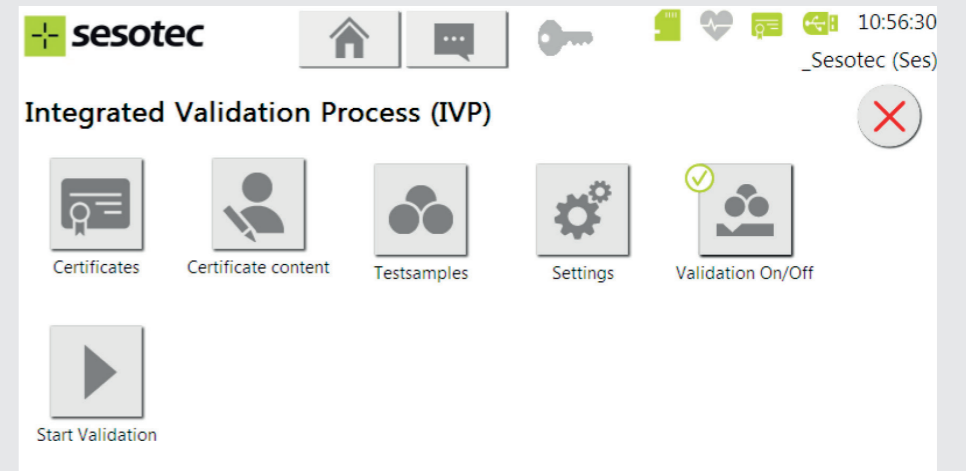 sesotec
10:56:30
_Sesotec (Ses)
Integrated Validation Process (IVP)
Certificates
Certificate content
Testsamples
Settings
Validation On/Off
Start Validation